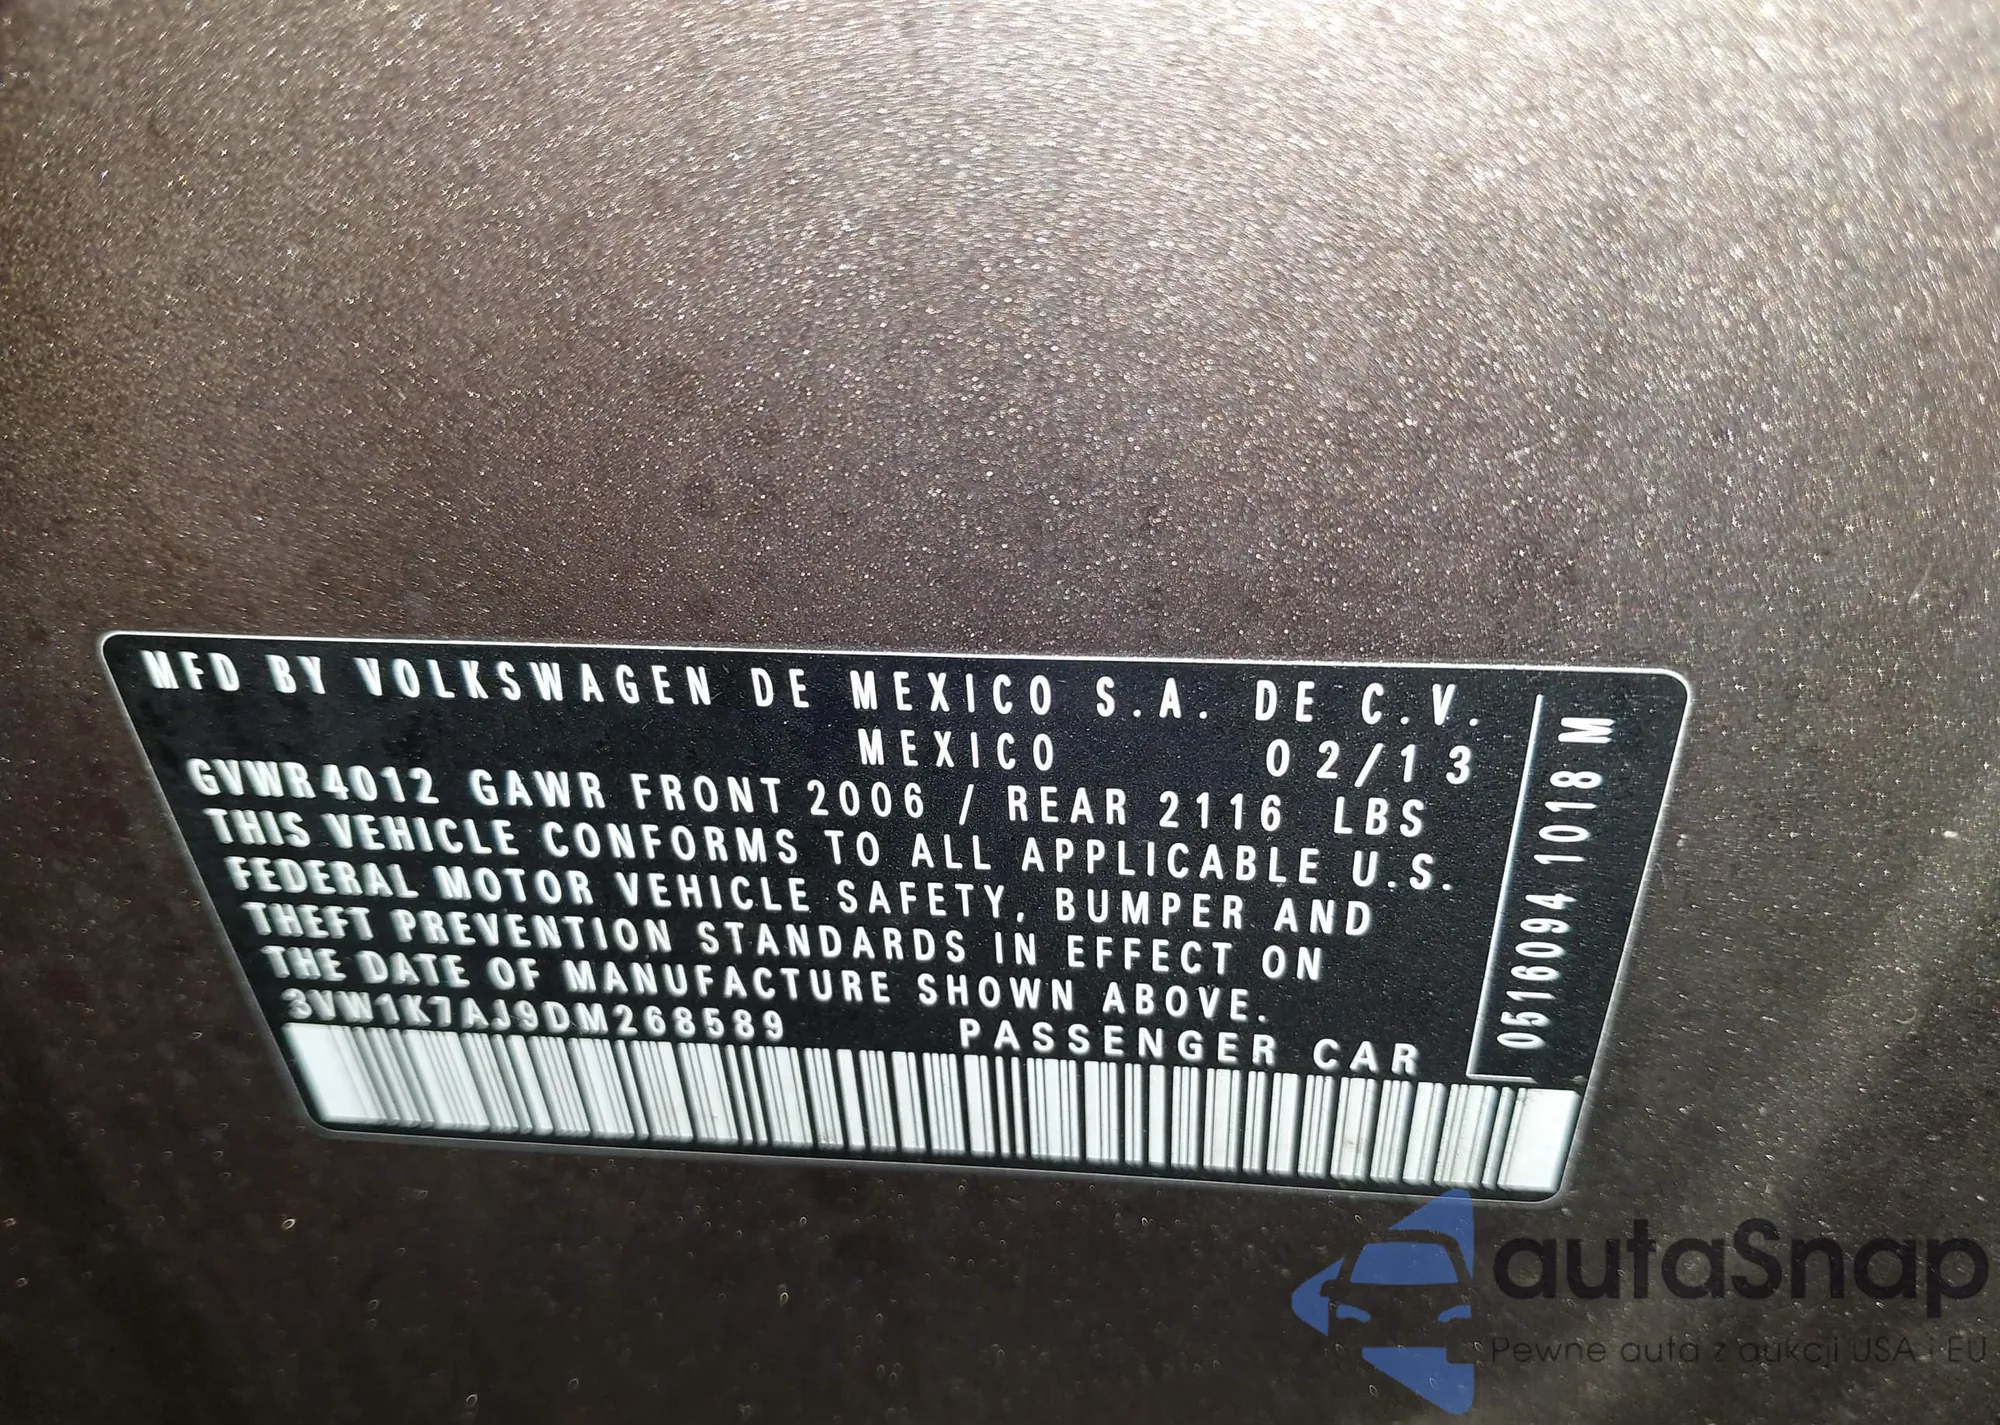 MFD BY VOLKSWAGEN DE MEXICO S.A. DE C.V.
MEXICO 02/13
GVWR 4012 GAWR FRONT 2006 / REAR 2116 LBS
THIS VEHICLE CONFORMS TO ALL APPLICABLE U.S.
FEDERAL MOTOR VEHICLE SAFETY, BUMPER AND
THEFT PREVENTION STANDARDS IN EFFECT ON
THE DATE OF MANUFACTURE SHOWN ABOVE.
3VW1K7AJ9DM268589 PASSENGER CAR
0516094 1018 M
autaSnap
Pewne auta z aukcji USA i EU